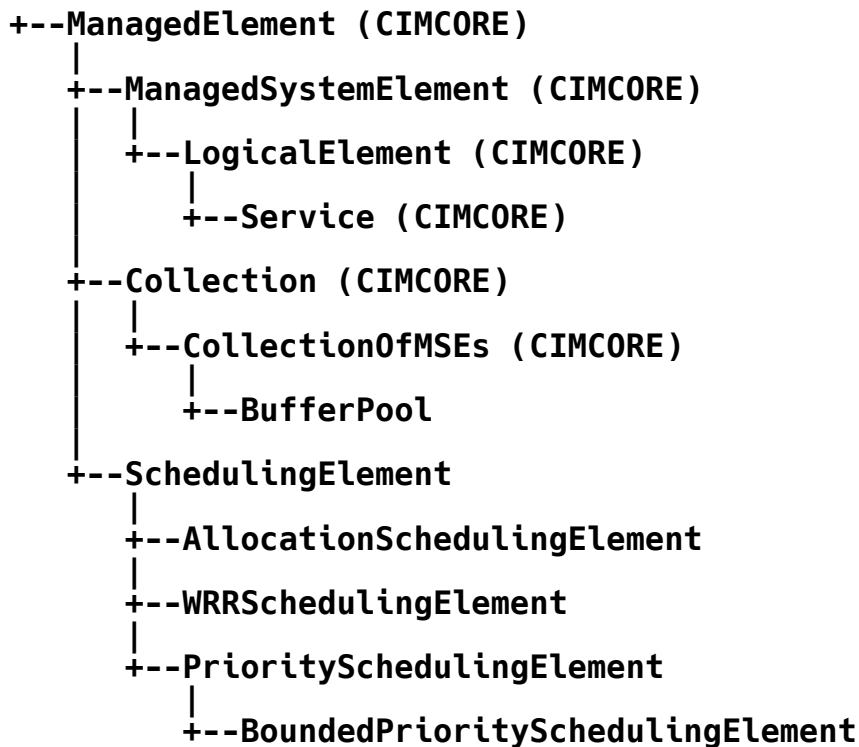 +--ManagedElement (CIMCORE)
   |
   +--ManagedSystemElement (CIMCORE)
   |  |
   |  +--LogicalElement (CIMCORE)
   |     |
   |     +--Service (CIMCORE)
   |
   +--Collection (CIMCORE)
   |  |
   |  +--CollectionOfMSEs (CIMCORE)
   |     |
   |     +--BufferPool
   |
   +--SchedulingElement
      |
      +--AllocationSchedulingElement
      |
      +--WRRSchedulingElement
      |
      +--PrioritySchedulingElement
         |
         +--BoundedPrioritySchedulingElement